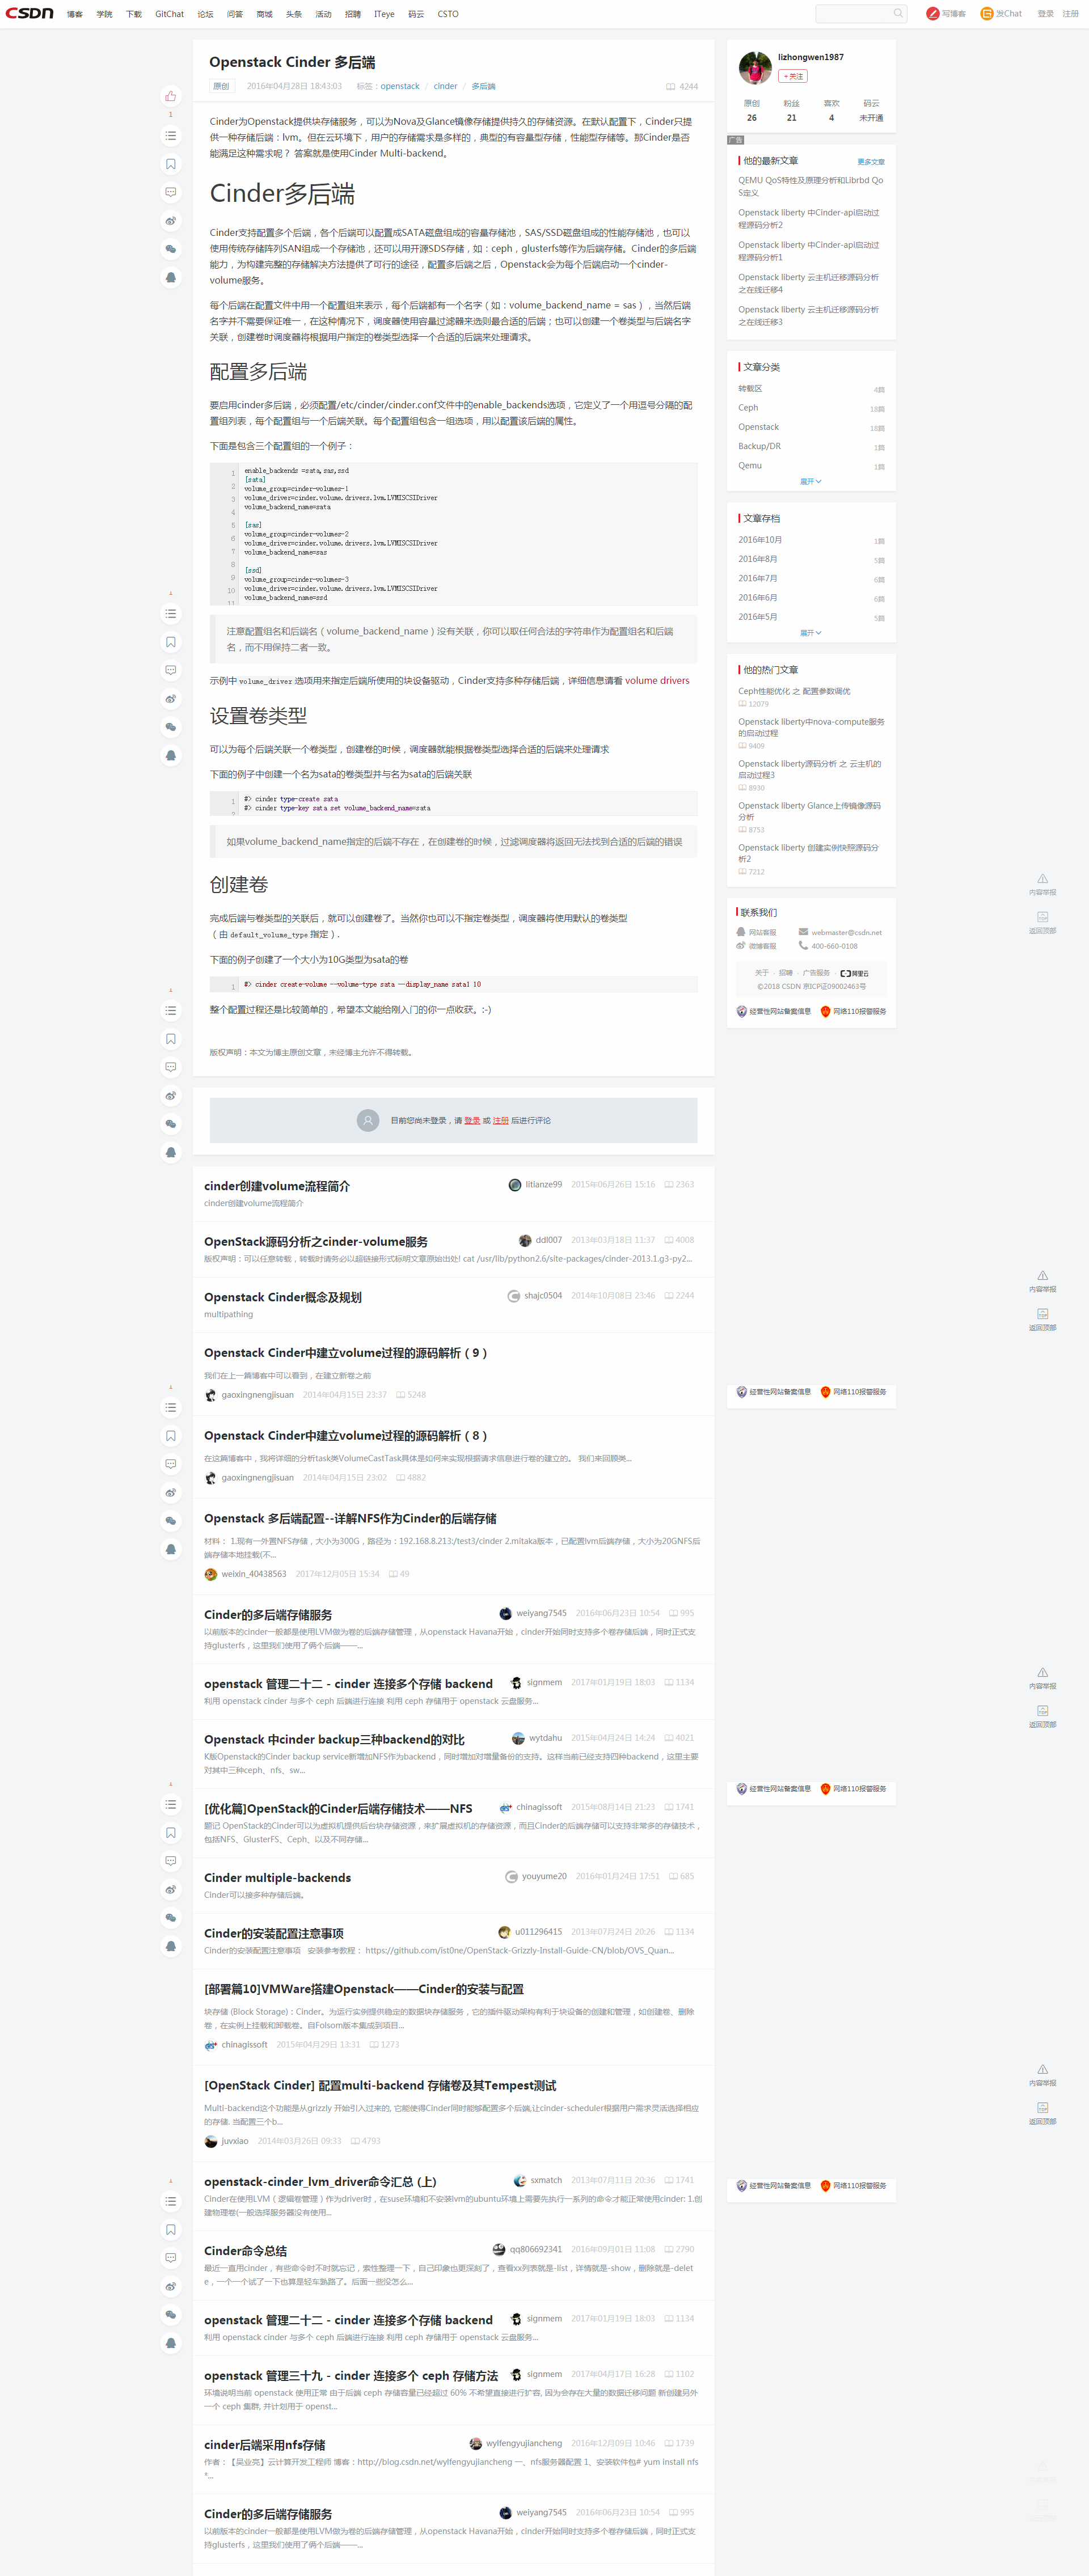 CSDN 博客 学院 下载 GitChat 论坛 问答 商城 头条 活动 招聘 ITeye 码云 CSTO 写博客 发Chat 登录 注册
Openstack Cinder 多后端
原创 2016年04月28日 18:43:03 标签：openstack / cinder / 多后端 4244
Cinder为Openstack提供块存储服务，可以为Nova及Glance镜像存储提供持久的存储资源。在默认配置下，Cinder只提
供一种存储后端：lvm。但在云环境下，用户的存储需求是多样的，典型的有容量型存储，性能型存储等。那Cinder是否
能满足这种需求呢？ 答案就是使用Cinder Multi-backend。
Cinder多后端
Cinder支持配置多个后端，各个后端可以配置成SATA磁盘组成的容量存储池，SAS/SSD磁盘组成的性能存储池，也可以
使用传统存储阵列SAN组成一个存储池，还可以用开源SDS存储，如：ceph，glusterfs等作为后端存储。Cinder的多后端
能力，为构建完整的存储解决方法提供了可行的途径，配置多后端之后，Openstack会为每个后端启动一个cinder-
volume服务。
每个后端在配置文件中用一个配置组来表示，每个后端都有一个名字（如：volume_backend_name = sas），当然后端
名字并不需要保证唯一，在这种情况下，调度器使用容量过滤器来选则最合适的后端；也可以创建一个卷类型与后端名字
关联，创建卷时调度器将根据用户指定的卷类型选择一个合适的后端来处理请求。
配置多后端
要启用cinder多后端，必须配置/etc/cinder/cinder.conf文件中的enable_backends选项，它定义了一个用逗号分隔的配
置组列表，每个配置组与一个后端关联。每个配置组包含一组选项，用以配置该后端的属性。
下面是包含三个配置组的一个例子：
1
2
3
4
5
6
7
8
9
10
11
enable_backends =sata,sas,ssd
[sata]
volume_group=cinder-volumes-1
volume_driver=cinder.volume.drivers.lvm.LVMISCSIDriver
volume_backend_name=sata
[sas]
volume_group=cinder-volumes-2
volume_driver=cinder.volume.drivers.lvm.LVMISCSIDriver
volume_backend_name=sas
[ssd]
volume_group=cinder-volumes-3
volume_driver=cinder.volume.drivers.lvm.LVMISCSIDriver
volume_backend_name=ssd
注意配置组名和后端名（volume_backend_name）没有关联，你可以取任何合法的字符串作为配置组名和后端
名，而不用保持二者一致。
示例中 volume_driver 选项用来指定后端所使用的块设备驱动，Cinder支持多种存储后端，详细信息请看 volume drivers
设置卷类型
可以为每个后端关联一个卷类型，创建卷的时候，调度器就能根据卷类型选择合适的后端来处理请求
下面的例子中创建一个名为sata的卷类型并与名为sata的后端关联
1
2
#> cinder type-create sata
#> cinder type-key sata set volume_backend_name=sata
如果volume_backend_name指定的后端不存在，在创建卷的时候，过滤调度器将返回无法找到合适的后端的错误
创建卷
完成后端与卷类型的关联后，就可以创建卷了。当然你也可以不指定卷类型，调度器将使用默认的卷类型
（由 default_volume_type 指定）.
下面的例子创建了一个大小为10G类型为sata的卷
1 #> cinder create-volume --volume-type sata --display_name sata1 10
整个配置过程还是比较简单的，希望本文能给刚入门的你一点收获。:-)
版权声明：本文为博主原创文章，未经博主允许不得转载。
目前您尚未登录，请 登录 或 注册 后进行评论
cinder创建volume流程简介 litianze99 2015年06月26日 15:16 2363
cinder创建volume流程简介
OpenStack源码分析之cinder-volume服务 ddl007 2013年03月18日 11:37 4008
版权声明：可以任意转载，转载时请务必以超链接形式标明文章原始出处! cat /usr/lib/python2.6/site-packages/cinder-2013.1.g3-py2...
Openstack Cinder概念及规划 shajc0504 2014年10月08日 23:46 2244
multipathing
Openstack Cinder中建立volume过程的源码解析（9）
我们在上一篇博客中可以看到，在建立新卷之前
gaoxingnengjisuan 2014年04月15日 23:37 5248
Openstack Cinder中建立volume过程的源码解析（8）
在这篇博客中，我将详细的分析task类VolumeCastTask具体是如何来实现根据请求信息进行卷的建立的。 我们来回顾类...
gaoxingnengjisuan 2014年04月15日 23:02 4882
Openstack 多后端配置--详解NFS作为Cinder的后端存储
材料： 1.现有一外置NFS存储，大小为300G，路径为：192.168.8.213:/test3/cinder 2.mitaka版本，已配置lvm后端存储，大小为20GNFS后
端存储本地挂载(不...
weixin_40438563 2017年12月05日 15:34 49
Cinder的多后端存储服务 weiyang7545 2016年06月23日 10:54 995
以前版本的cinder一般都是使用LVM做为卷的后端存储管理，从openstack Havana开始，cinder开始同时支持多个卷存储后端，同时正式支
持glusterfs，这里我们使用了俩个后端——...
openstack 管理二十二 - cinder 连接多个存储 backend signmem 2017年01月19日 18:03 1134
利用 openstack cinder 与多个 ceph 后端进行连接 利用 ceph 存储用于 openstack 云盘服务...
Openstack 中cinder backup三种backend的对比 wytdahu 2015年04月24日 14:24 4021
K版Openstack的Cinder backup service新增加NFS作为backend，同时增加对增量备份的支持。这样当前已经支持四种backend，这里主要
对其中三种ceph、nfs、sw...
[优化篇]OpenStack的Cinder后端存储技术——NFS chinagissoft 2015年08月14日 21:23 1741
题记 OpenStack的Cinder可以为虚拟机提供后台块存储资源，来扩展虚拟机的存储资源，而且Cinder的后端存储可以支持非常多的存储技术，
包括NFS、GlusterFS、Ceph、以及不同存储...
Cinder multiple-backends youyume20 2016年01月24日 17:51 685
Cinder可以接多种存储后端。
Cinder的安装配置注意事项 u011296415 2013年07月24日 20:26 1134
Cinder的安装配置注意事项 安装参考教程： https://github.com/ist0ne/OpenStack-Grizzly-Install-Guide-CN/blob/OVS_Quan...
[部署篇10]VMWare搭建Openstack——Cinder的安装与配置
块存储 (Block Storage)：Cinder。为运行实例提供稳定的数据块存储服务，它的插件驱动架构有利于块设备的创建和管理，如创建卷、删除
卷，在实例上挂载和卸载卷。自Folsom版本集成到项目...
chinagissoft 2015年04月29日 13:31 1273
[OpenStack Cinder] 配置multi-backend 存储卷及其Tempest测试
Multi-backend这个功能是从grizzly 开始引入过来的, 它能使得Cinder同时能够配置多个后端,让cinder-scheduler根据用户需求灵活选择相应
的存储. 当配置三个b...
juvxiao 2014年03月26日 09:33 4793
openstack-cinder_lvm_driver命令汇总 (上) sxmatch 2013年07月11日 20:36 1741
Cinder在使用LVM（逻辑卷管理）作为driver时，在suse环境和不安装lvm的ubuntu环境上需要先执行一系列的命令才能正常使用cinder: 1.创
建物理卷(一般选择服务器没有使用...
Cinder命令总结 qq806692341 2016年09月01日 11:08 2790
最近一直用cinder，有些命令时不时就忘记，索性整理一下，自己印象也更深刻了，查看xx列表就是-list，详情就是-show，删除就是-delet
e，一个一个试了一下也算是轻车熟路了。后面一些没怎么...
openstack 管理二十二 - cinder 连接多个存储 backend signmem 2017年01月19日 18:03 1134
利用 openstack cinder 与多个 ceph 后端进行连接 利用 ceph 存储用于 openstack 云盘服务...
openstack 管理三十九 - cinder 连接多个 ceph 存储方法 signmem 2017年04月17日 16:28 1102
环境说明当前 openstack 使用正常 由于后端 ceph 存储容量已经超过 60% 不希望直接进行扩容, 因为会存在大量的数据迁移问题 新创建另外
一个 ceph 集群, 并计划用于 openst...
cinder后端采用nfs存储 wylfengyujiancheng 2016年12月09日 10:46 1739
作者：【吴业亮】云计算开发工程师 博客：http://blog.csdn.net/wylfengyujiancheng 一、nfs服务器配置 1、安装软件包# yum install nfs
*...
Cinder的多后端存储服务 weiyang7545 2016年06月23日 10:54 995
以前版本的cinder一般都是使用LVM做为卷的后端存储管理，从openstack Havana开始，cinder开始同时支持多个卷存储后端，同时正式支
持glusterfs，这里我们使用了俩个后端——...
lizhongwen1987
+关注
原创 粉丝 喜欢 码云
26 21 4 未开通
广告
他的最新文章 更多文章
QEMU QoS特性及原理分析和Librbd Qo
S定义
Openstack liberty 中Cinder-api启动过
程源码分析2
Openstack liberty 中Cinder-api启动过
程源码分析1
Openstack liberty 云主机迁移源码分析
之在线迁移4
Openstack liberty 云主机迁移源码分析
之在线迁移3
文章分类
转载区 4篇
Ceph 18篇
Openstack 18篇
Backup/DR 1篇
Qemu 1篇
展开
文章存档
2016年10月 1篇
2016年8月 5篇
2016年7月 6篇
2016年6月 6篇
2016年5月 5篇
展开
他的热门文章
Ceph性能优化 之 配置参数调优
12079
Openstack liberty中nova-compute服务
的启动过程
9409
Openstack liberty源码分析 之 云主机的
启动过程3
8930
Openstack liberty Glance上传镜像源码
分析
8753
Openstack liberty 创建实例快照源码分
析2
7212
联系我们
网站客服 webmaster@csdn.net
微博客服 400-660-0108
关于 · 招聘 · 广告服务 · 阿里云
©2018 CSDN 京ICP证09002463号
经营性网站备案信息 网络110报警服务
经营性网站备案信息 网络110报警服务
经营性网站备案信息 网络110报警服务
经营性网站备案信息 网络110报警服务
1
1
1
1
1
1
内容举报
TOP
返回顶部
内容举报
TOP
返回顶部
内容举报
TOP
返回顶部
内容举报
TOP
返回顶部